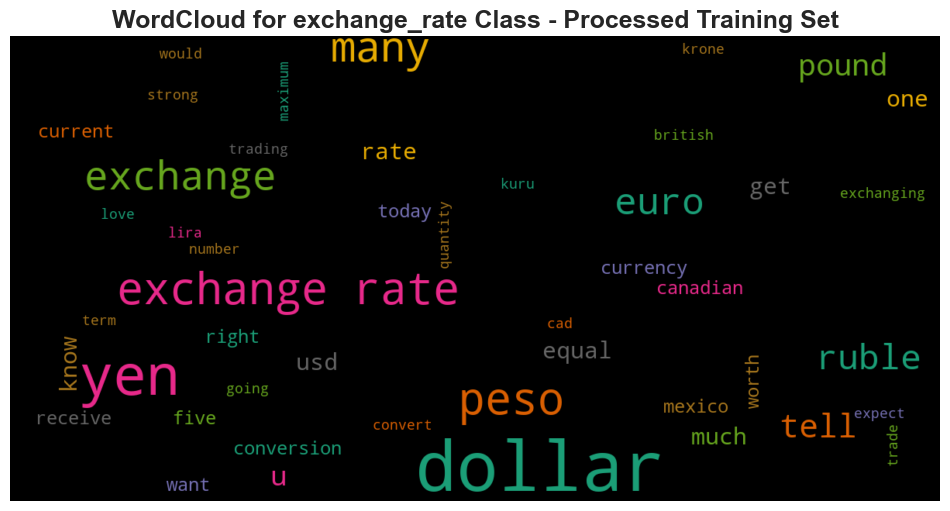 WordCloud for exchange_rate Class - Processed Training Set
many
would
krone
pound
maximum
strong
one
current
british
trading
rate
exchange
kuru
get
exchanging
euro
love
today
quantity
lira
number
currency
exchange rate
canadian
term
cad
right
know
equal
usd
ruble
yen
worth
going
peso
receive
five
mexico
expect
convert
tell
much
trade
conversion
dollar
u
want